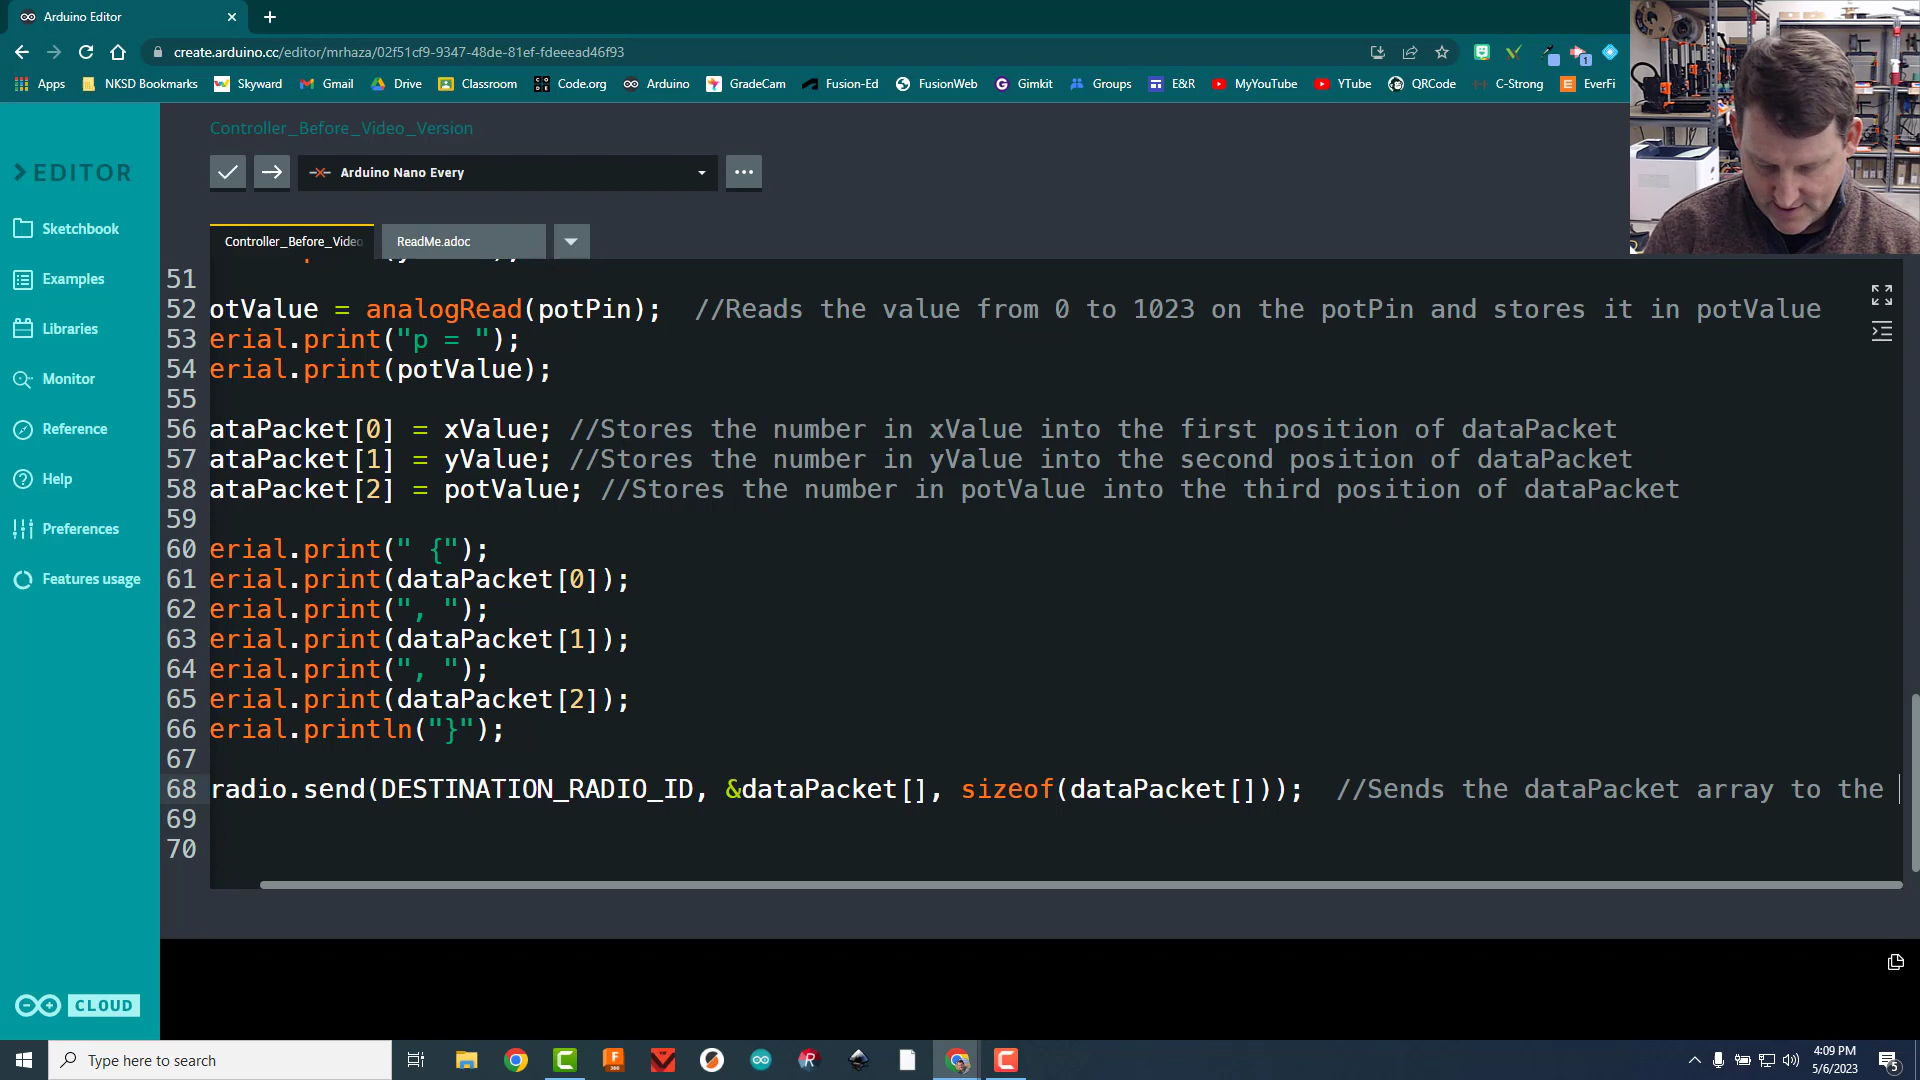 Arduino Editor
create.arduino.cc/editor/mrhaza/02f51cf9-9347-48de-81ef-fdeeead46f93
1
Apps
NKSD Bookmarks
Skyward
Gmail
Drive
Classroom
Code.org
Arduino
GradeCam
Fusion-Ed
FusionWeb
Gimkit
Groups
E&R
MyYouTube
YTube
QRCode
C-Strong
EverFi
Controller_Before_Video_Version
>EDITOR
Arduino Nano Every
Sketchbook
Examples
Libraries
Monitor
Reference
Help
Preferences
Features usage
CLOUD
Controller_Before_Video
ReadMe.adoc
51
52 otValue = analogRead(potPin);  //Reads the value from 0 to 1023 on the potPin and stores it in potValue
53 erial.print("p = ");
54 erial.print(potValue);
55
56 ataPacket[0] = xValue; //Stores the number in xValue into the first position of dataPacket
57 ataPacket[1] = yValue; //Stores the number in yValue into the second position of dataPacket
58 ataPacket[2] = potValue; //Stores the number in potValue into the third position of dataPacket
59
60 erial.print(" {");
61 erial.print(dataPacket[0]);
62 erial.print(", ");
63 erial.print(dataPacket[1]);
64 erial.print(", ");
65 erial.print(dataPacket[2]);
66 erial.println("}");
67
68 radio.send(DESTINATION_RADIO_ID, &dataPacket[], sizeof(dataPacket[]));  //Sends the dataPacket array to the
69
70
Type here to search
4:09 PM
5/6/2023
5